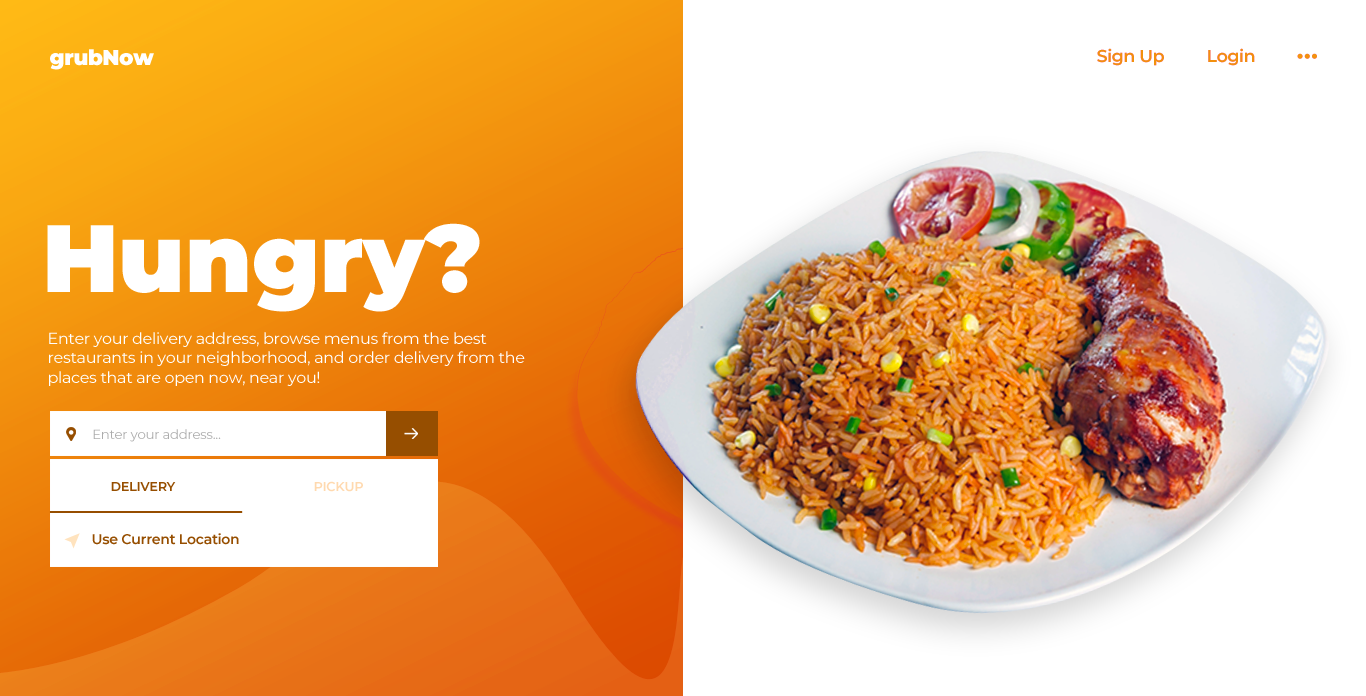 grubNow
Sign Up
Login
Hungry?
Enter your delivery address, browse menus from the best
restaurants in your neighborhood, and order delivery from the
places that are open now, near you!
Enter your address...
DELIVERY
PICKUP
Use Current Location